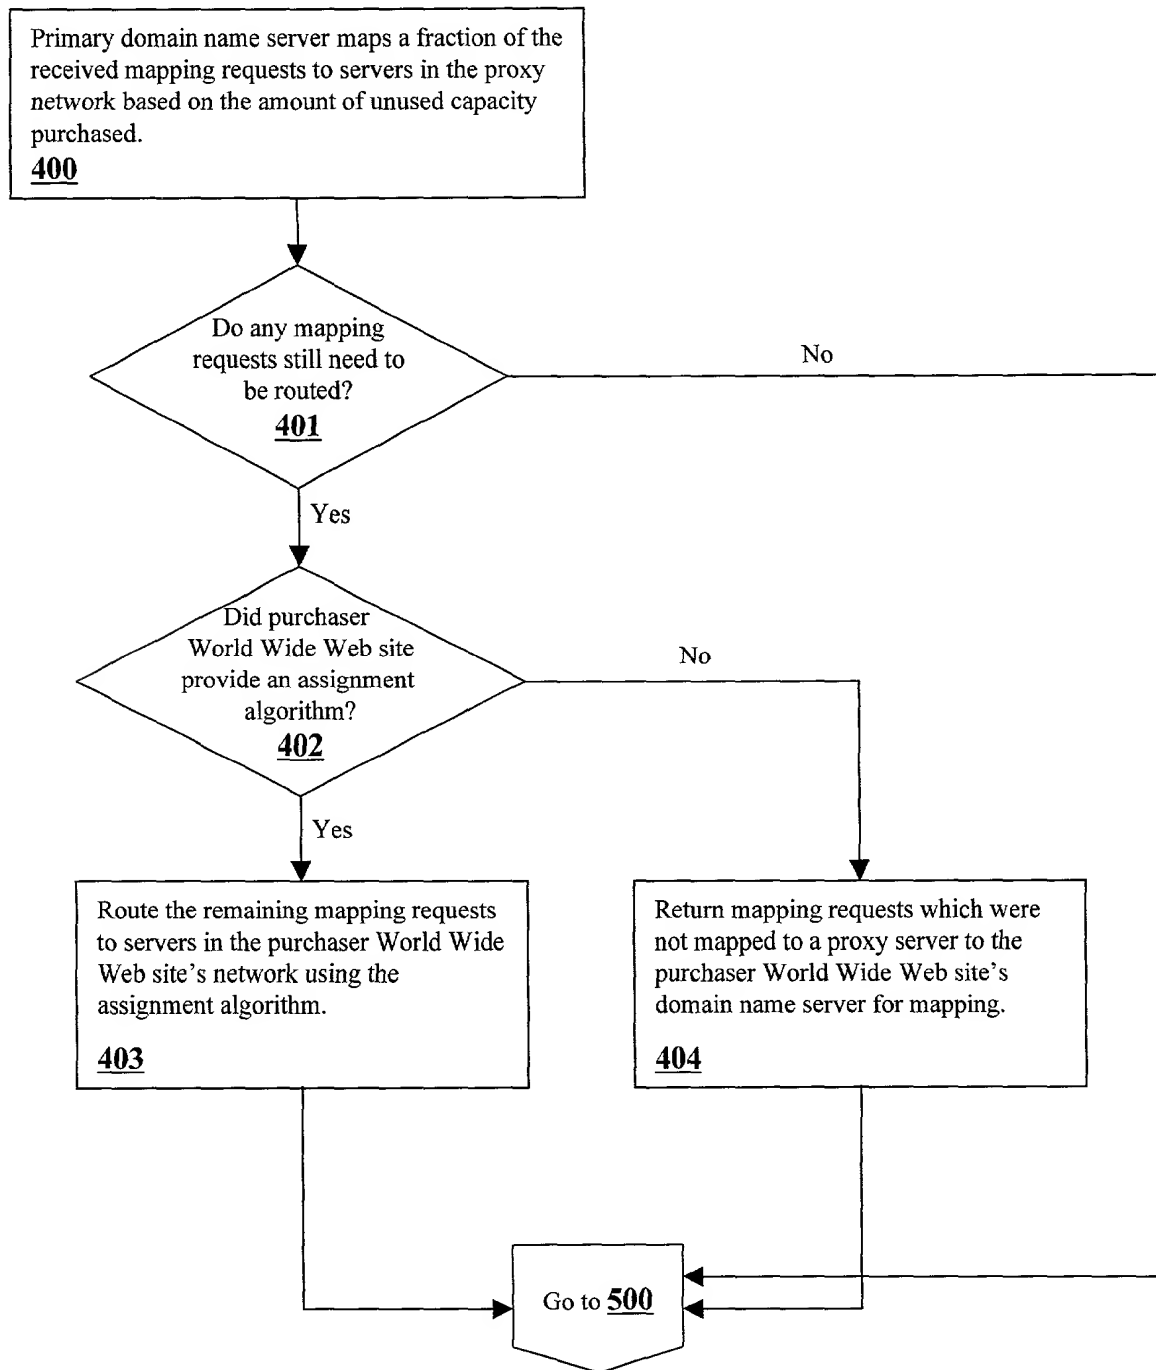 Primary domain name server maps a fraction of the
received mapping requests to servers in the proxy
network based on the amount of unused capacity
purchased.
400
Do any mapping
requests still need to
be routed?
401
No
Yes
Did purchaser
World Wide Web site
provide an assignment
algorithm?
402
No
Yes
Route the remaining mapping requests
to servers in the purchaser World Wide
Web site's network using the
assignment algorithm.
403
Return mapping requests which were
not mapped to a proxy server to the
purchaser World Wide Web site's
domain name server for mapping.
404
Go to 500